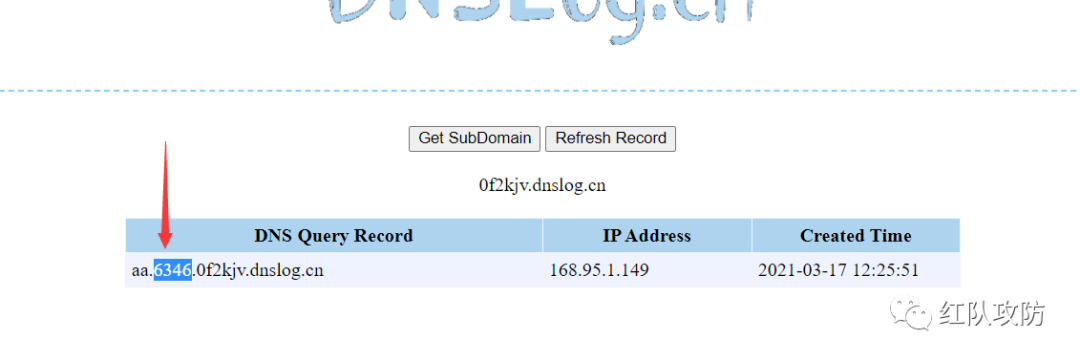 DNSLog.cn
Get SubDomain Refresh Record
0f2kjv.dnslog.cn
DNS Query Record IP Address Created Time
aa.6346.0f2kjv.dnslog.cn 168.95.1.149 2021-03-17 12:25:51
红队攻防